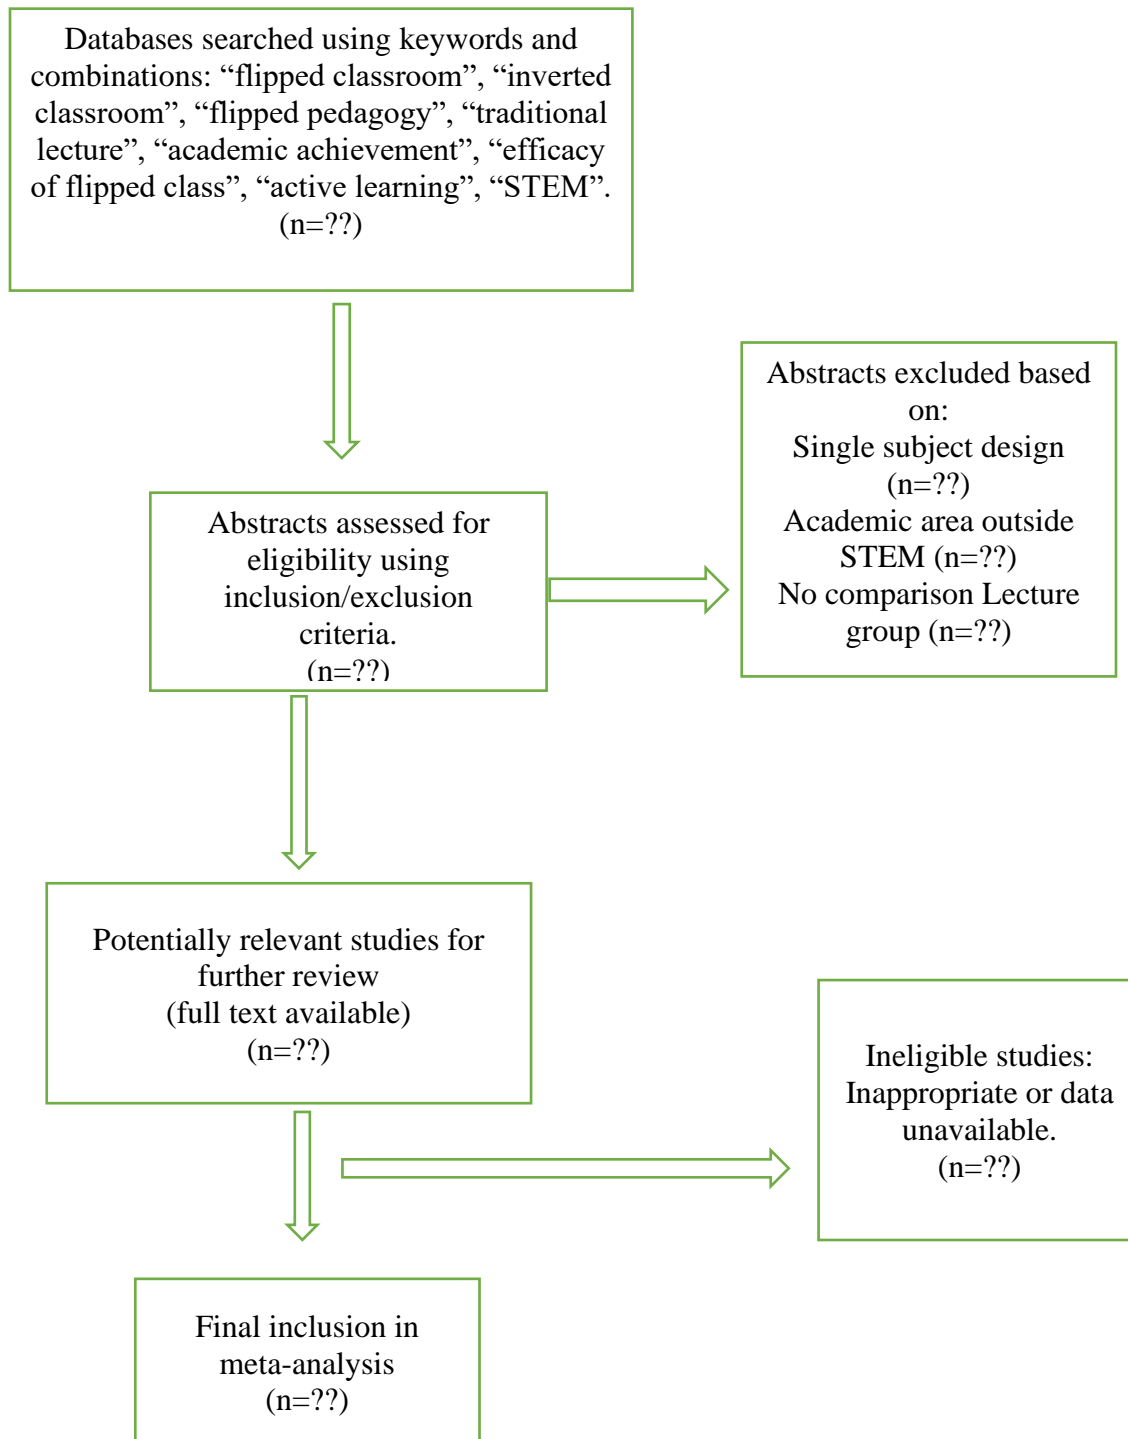 Databases searched using keywords and
combinations: “flipped classroom”, “inverted
classroom”, “flipped pedagogy”, “traditional
lecture”, “academic achievement”, “efficacy
of flipped class”, “active learning”, “STEM”.
(n=??)
Abstracts excluded based
on:
Single subject design
(n=??)
Academic area outside
STEM (n=??)
No comparison Lecture
group (n=??)
Abstracts assessed for
eligibility using
inclusion/exclusion
criteria.
(n=??)
Potentially relevant studies for
further review
(full text available)
(n=??)
Ineligible studies:
Inappropriate or data
unavailable.
(n=??)
Final inclusion in
meta-analysis
(n=??)